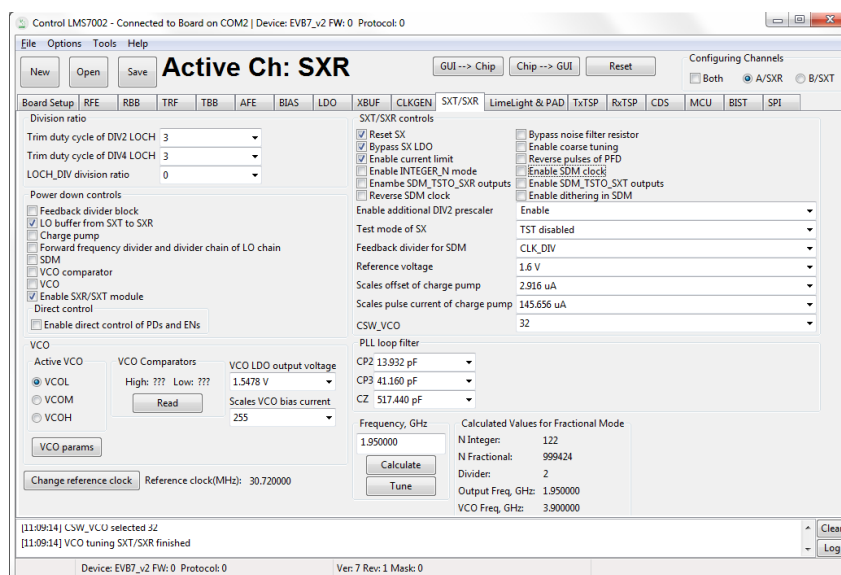 Control LMS7002 - Connected to Board on COM2 | Device: EVB7_v2 FW: 0 Protocol: 0
File Options Tools Help
New Open Save Active Ch: SXR GUI --> Chip Chip --> GUI Reset Configuring Channels
Both A/SXR B/SXT
Board Setup RFE RBB TRF TBB AFE BIAS LDO XBUF CLKGEN SXT/SXR LimeLight & PAD TxTSP RxTSP CDS MCU BIST SPI
Division ratio
Trim duty cycle of DIV2 LOCH 3
Trim duty cycle of DIV4 LOCH 3
LOCH_DIV division ratio 0
Power down controls
Feedback divider block
LO buffer from SXT to SXR
Charge pump
Forward frequency divider and divider chain of LO chain
SDM
VCO comparator
VCO
Enable SXR/SXT module
Direct control
Enable direct control of PDs and ENs
VCO
Active VCO
VCOL
VCOM
VCOH
VCO Comparators
High: ??? Low: ???
Read
VCO LDO output voltage
1.5478 V
Scales VCO bias current
255
VCO params
Change reference clock Reference clock(MHz): 30.720000
SXT/SXR controls
Reset SX
Bypass SX LDO
Enable current limit
Enable INTEGER_N mode
Enambe SDM_TSTO_SXR outputs
Reverse SDM clock
Bypass noise filter resistor
Enable coarse tuning
Reverse pulses of PFD
Enable SDM clock
Enable SDM_TSTO_SXT outputs
Enable dithering in SDM
Enable additional DIV2 prescaler Enable
Test mode of SX TST disabled
Feedback divider for SDM CLK_DIV
Reference voltage 1.6 V
Scales offset of charge pump 2.916 uA
Scales pulse current of charge pump 145.656 uA
CSW_VCO 32
PLL loop filter
CP2 13.932 pF
CP3 41.160 pF
CZ 517.440 pF
Frequency, GHz
1.950000
Calculate
Tune
Calculated Values for Fractional Mode
N Integer: 122
N Fractional: 999424
Divider: 2
Output Freq, GHz: 1.950000
VCO Freq, GHz: 3.900000
[11:09:14] CSW_VCO selected 32
[11:09:14] VCO tuning SXT/SXR finished
Clear
Log
Device: EVB7_v2 FW: 0 Protocol: 0 Ver: 7 Rev: 1 Mask: 0